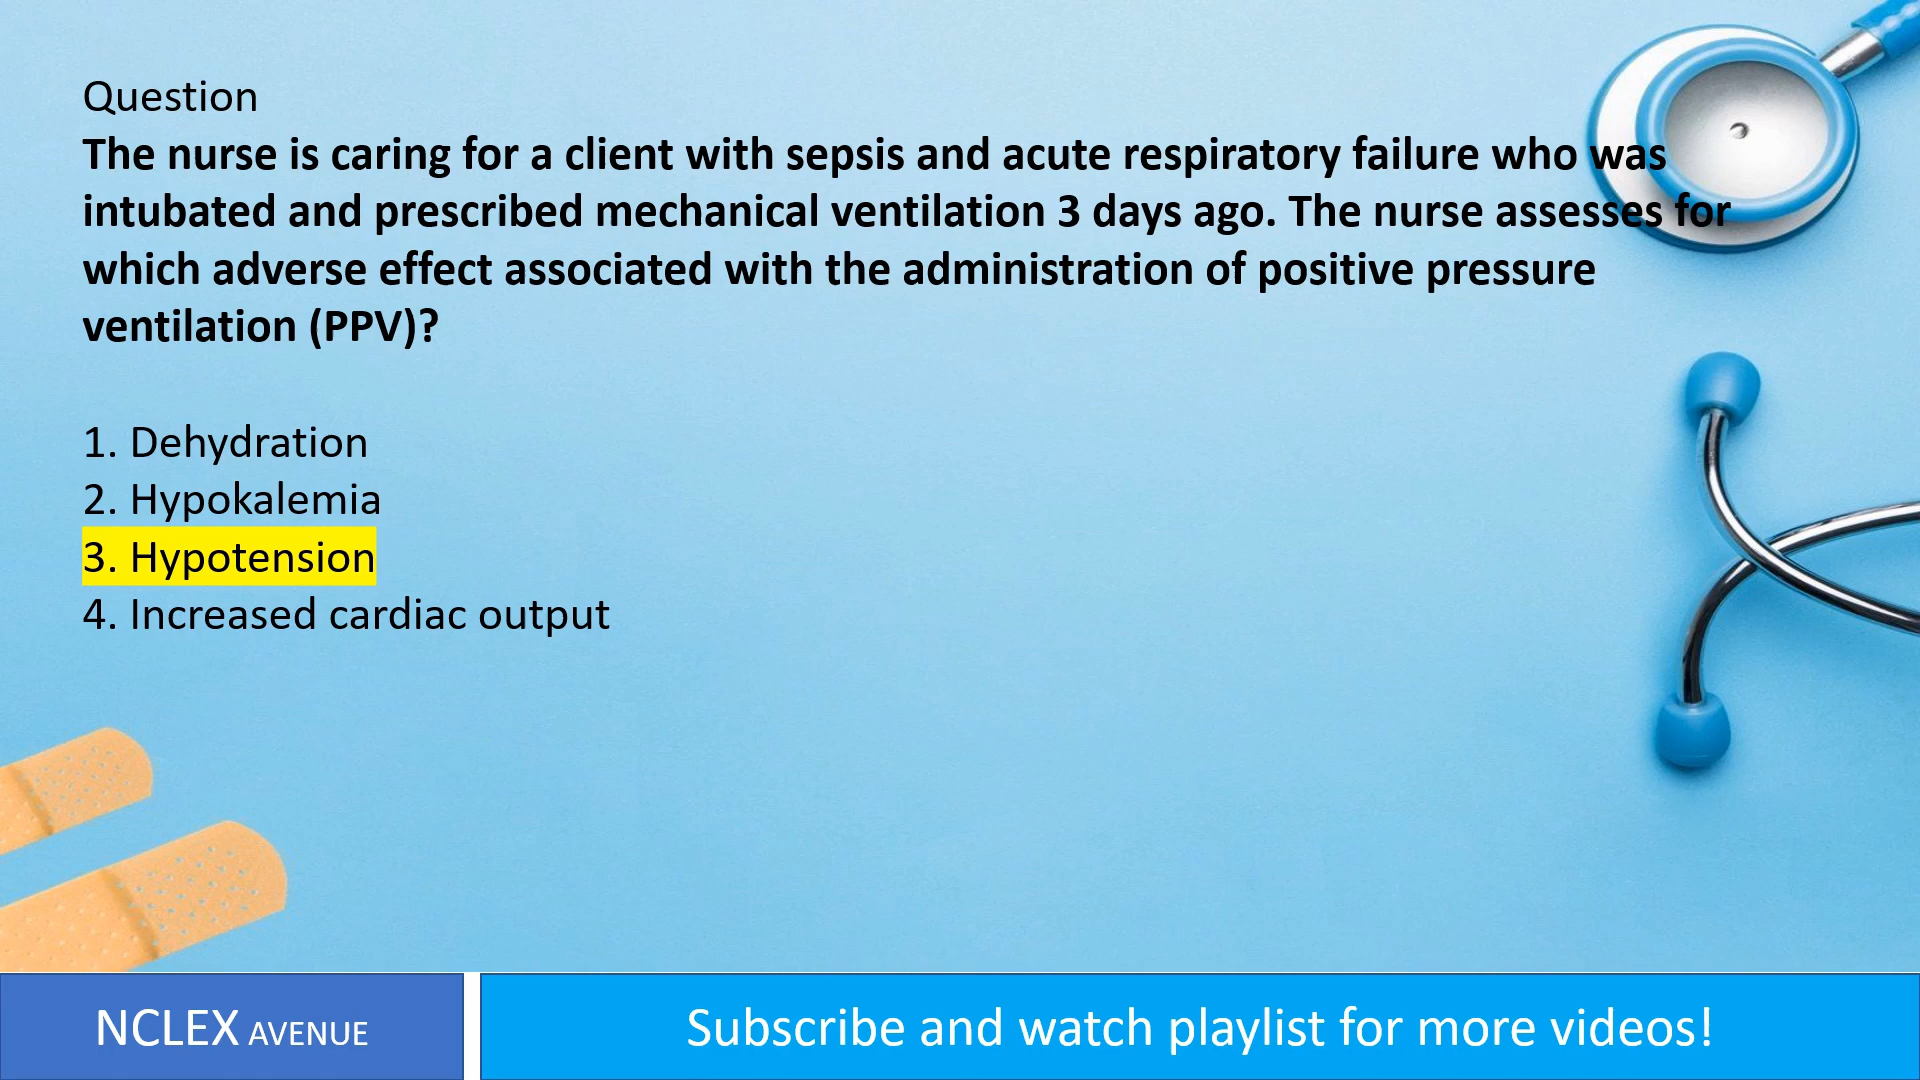 Question
The nurse is caring for a client with sepsis and acute respiratory failure who was
intubated and prescribed mechanical ventilation 3 days ago. The nurse assesses for
which adverse effect associated with the administration of positive pressure
ventilation (PPV)?
1. Dehydration
2. Hypokalemia
3. Hypotension
4. Increased cardiac output
NCLEX AVENUE
Subscribe and watch playlist for more videos!